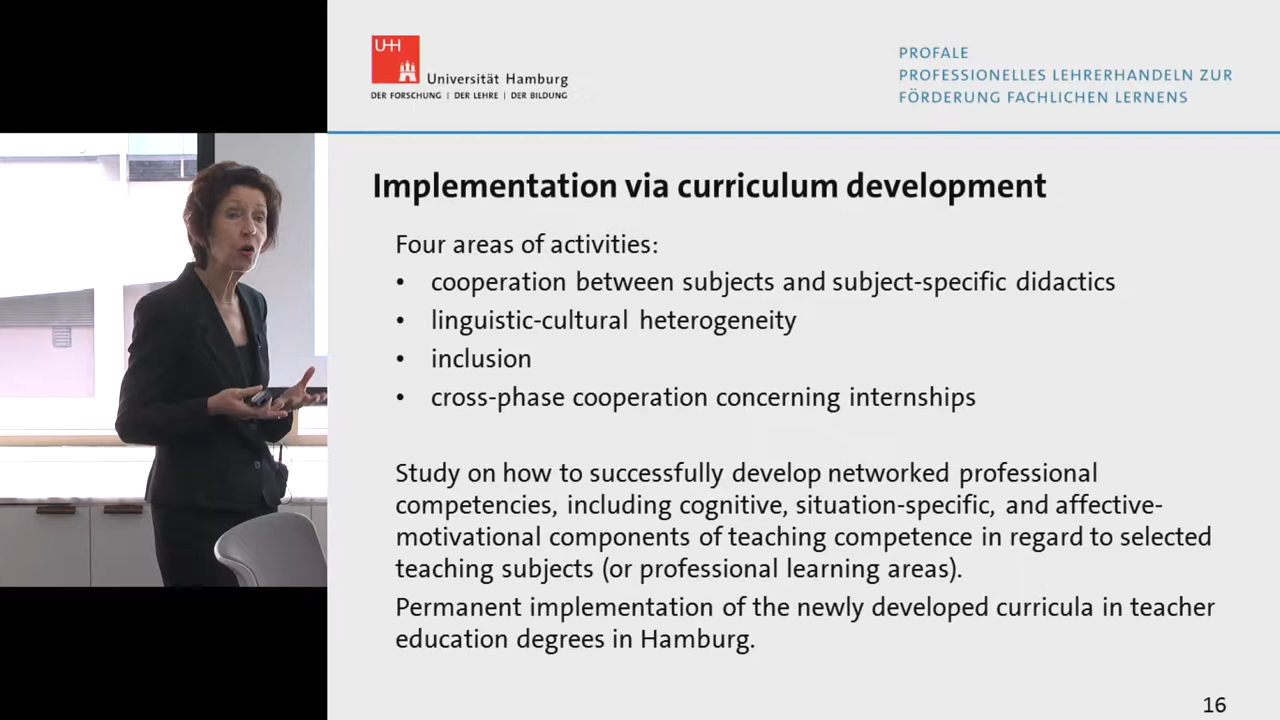 UHH
Universität Hamburg
DER FORSCHUNG | DER LEHRE | DER BILDUNG
PROFALE
PROFESSIONELLES LEHRERHANDELN ZUR
FÖRDERUNG FACHLICHEN LERNENS
Implementation via curriculum development
Four areas of activities:
• cooperation between subjects and subject-specific didactics
• linguistic-cultural heterogeneity
• inclusion
• cross-phase cooperation concerning internships
Study on how to successfully develop networked professional
competencies, including cognitive, situation-specific, and affective-
motivational components of teaching competence in regard to selected
teaching subjects (or professional learning areas).
Permanent implementation of the newly developed curricula in teacher
education degrees in Hamburg.
16